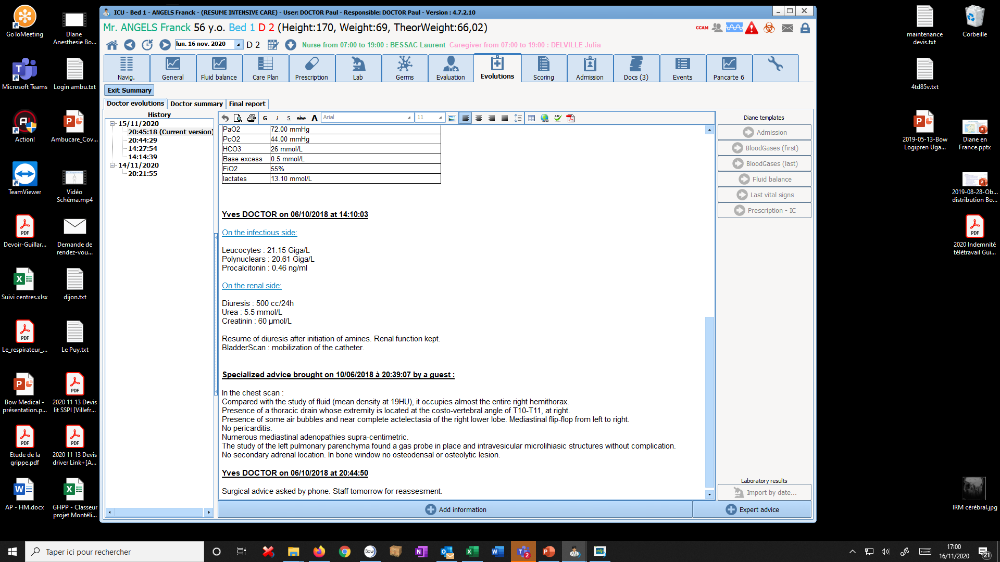 ICU - Bed 1 - ANGELS Franck - (RESUME INTENSIVE CARE) - User: DOCTOR Paul - Responsible: DOCTOR Paul - Version : 4.7.2.10
Mr. ANGELS Franck 56 y.o. Bed 1 D 2 (Height:170, Weight:69, TheorWeight:66,02)
CCAM
lun. 16 nov. 2020
D 2
Nurse from 07:00 to 19:00 : BESSAC Laurent Caregiver from 07:00 to 19:00 : DELVILLE Julia
Navig.
General
Fluid balance
Care Plan
Prescription
Lab
Germs
Evaluation
Evolutions
Scoring
Admission
Docs (3)
Events
Pancarte 6
Exit Summary
Doctor evolutions
Doctor summary
Final report
History
15/11/2020
20:45:18 (Current version)
20:44:29
14:27:54
14:14:39
14/11/2020
20:21:55
G I S abc A Arial 11
PaO2 72.00 mmHg
PcO2 44.00 mmHg
HCO3 26 mmol/L
Base excess 0.5 mmol/L
FiO2 55%
lactates 13.10 mmol/L
Yves DOCTOR on 06/10/2018 at 14:10:03
On the infectious side:
Leucocytes : 21.15 Giga/L
Polynuclears : 20.61 Giga/L
Procalcitonin : 0.46 ng/ml
On the renal side:
Diuresis : 500 cc/24h
Urea : 5.5 mmol/L
Creatinin : 60 µmol/L
Resume of diuresis after initiation of amines. Renal function kept.
BladderScan : mobilization of the catheter.
Specialized advice brought on 10/06/2018 à 20:39:07 by a guest :
In the chest scan :
Compared with the study of fluid (mean density at 19HU), it occupies almost the entire right hemithorax.
Presence of a thoracic drain whose extremity is located at the costo-vertebral angle of T10-T11, at right.
Presence of some air bubbles and near complete actelectasia of the right lower lobe. Mediastinal flip-flop from left to right.
No pericarditis.
Numerous mediastinal adenopathies supra-centimetric.
The study of the left pulmonary parenchyma found a gas probe in place and intravesicular microlihiasic structures without complication.
No secondary adrenal location. In bone window no osteodensal or osteolytic lesion.
Yves DOCTOR on 06/10/2018 at 20:44:50
Surgical advice asked by phone. Staff tomorrow for reassesment.
Add information
Diane templates
Admission
BloodGases (first)
BloodGases (last)
Fluid balance
Last vital signs
Prescription - IC
Laboratory results
Import by date...
Expert advice
GoToMeeting
DIane
Anesthesie Bo...
Microsoft Teams
Login ambu.txt
Action!
Ambucare_Cov...
TeamViewer
Vidéo
Schéma.mp4
PDF
Devoir-Guillar...
Demande de
rendez-vou...
Suivi centres.xlsx
dijon.txt
PDF
Le_respirateur_...
Le Puy.txt
Bow Medical -
présentation.p...
PDF
2020 11 13 Devis
lit SSPI [Villefr...
PDF
Etude de la
grippe.pdf
PDF
2020 11 13 Devis
driver Link+[A...
AP - HM.docx
GHPP - Classeur
projet Montéli...
maintenance
devis.txt
Corbeille
4td85v.txt
2019-05-13-Bow
Logipren Uga...
Diane en
France.pptx
2019-08-28-Ob...
distribution Bo...
PDF
2020 Indemnité
télétravail Gui...
IRM cérébral.jpg
Taper ici pour rechercher
Bow
2
17:00
16/11/2020
21